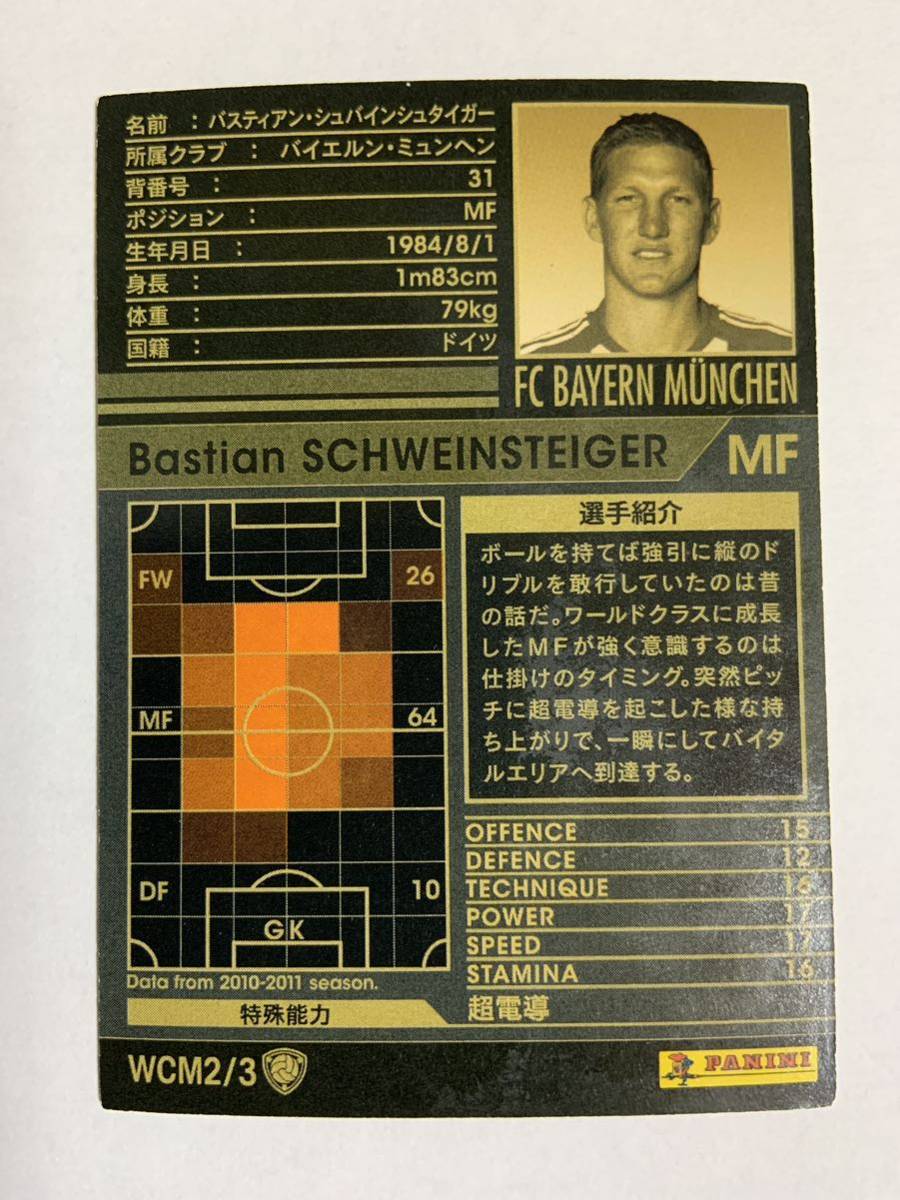 名前 : バスティアン・シュバインシュタイガー
所属クラブ : バイエルン・ミュンヘン
背番号 : 31
ポジション : MF
生年月日 : 1984/8/1
身長 : 1m83cm
体重 : 79kg
国籍 : ドイツ
FC BAYERN MÜNCHEN
Bastian SCHWEINSTEIGER MF
FW 26
MF 64
DF 10
GK
Data from 2010-2011 season.
選手紹介
ボールを持てば強引に縦のド
リブルを敢行していたのは昔
の話だ。ワールドクラスに成長
したMFが強く意識するのは
仕掛けのタイミング。突然ピッ
チに超電導を起こした様な持
ち上がりで、一瞬にしてバイタ
ルエリアへ到達する。
OFFENCE 15
DEFENCE 12
TECHNIQUE 16
POWER 17
SPEED 17
STAMINA 16
特殊能力 超電導
WCM2/3
PANINI